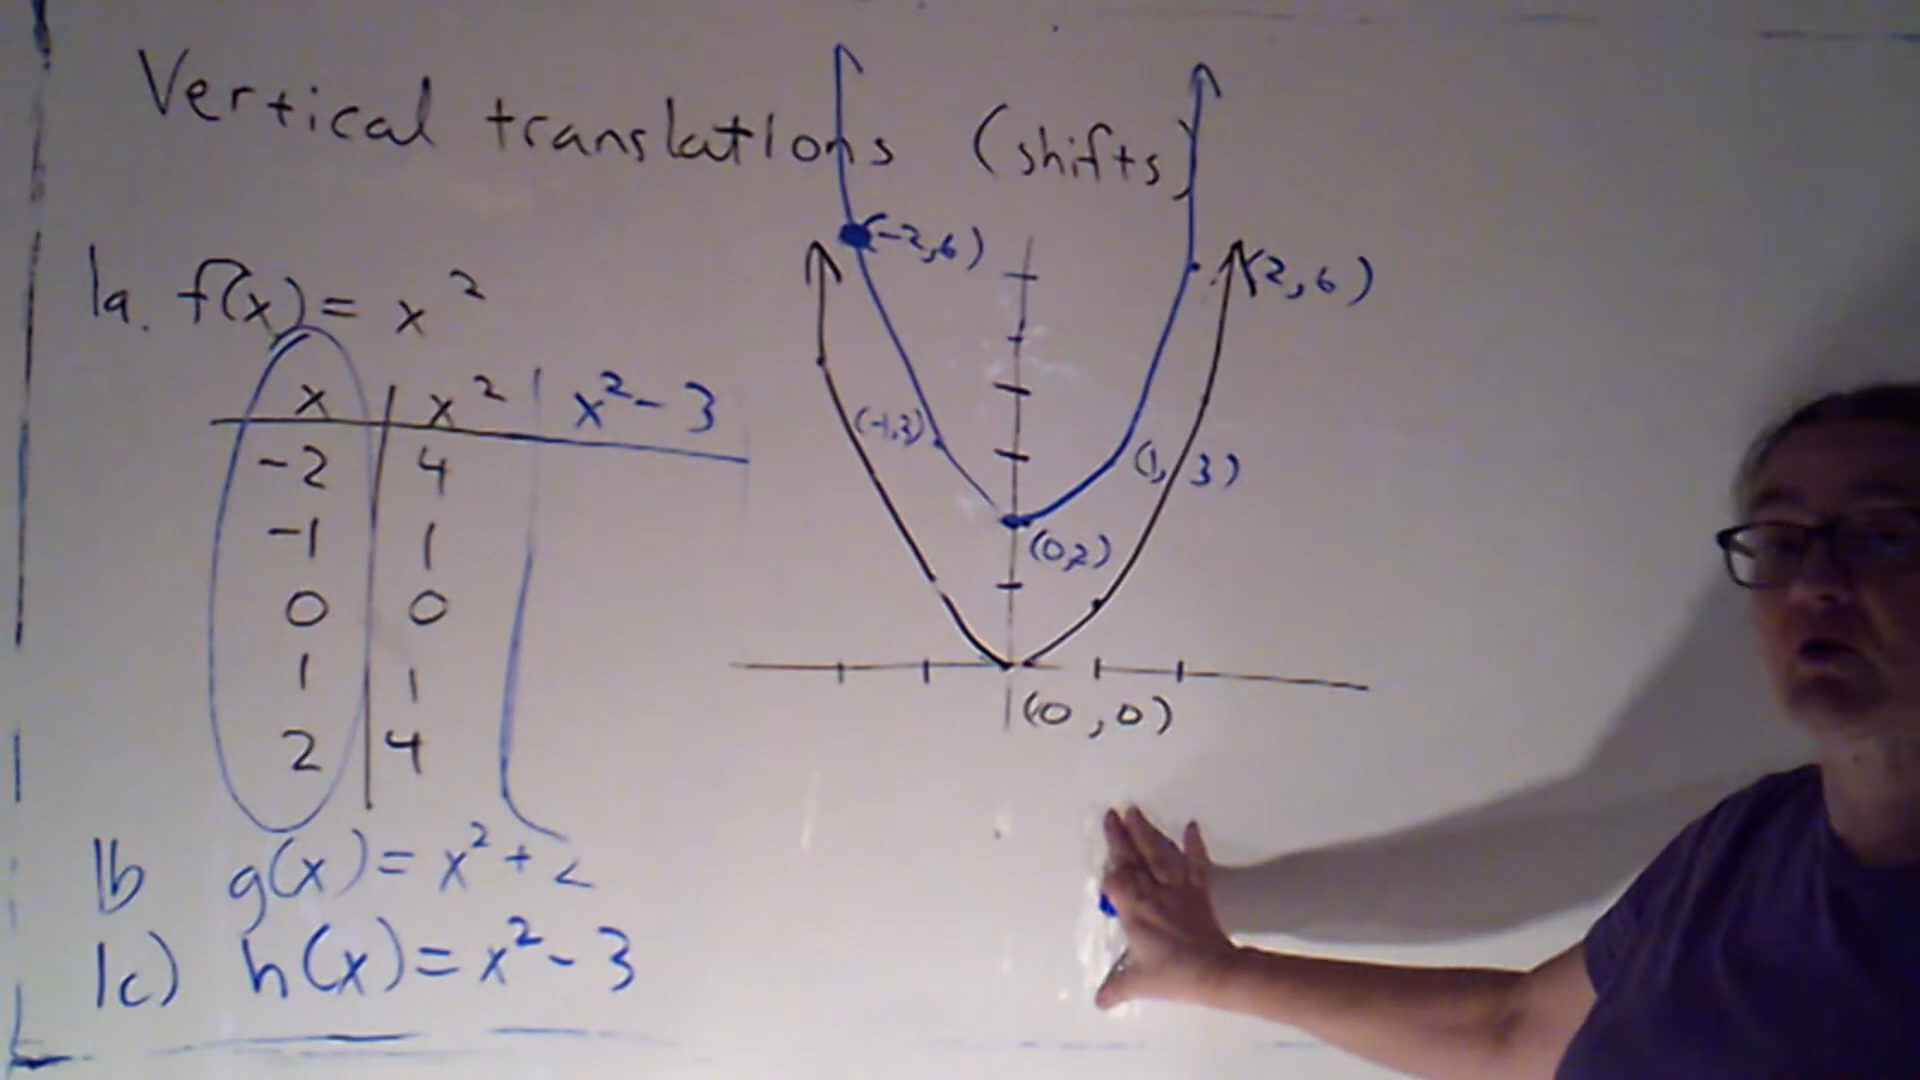 Vertical translations (shifts)
1a. f(x) = x²
x | x² | x² - 3
-2 | 4
-1 | 1
0 | 0
1 | 1
2 | 4
1b g(x) = x² + 2
1c) h(x) = x² - 3
(-2,6)
(2,6)
(-1,3)
(1,3)
(0,2)
(0,0)